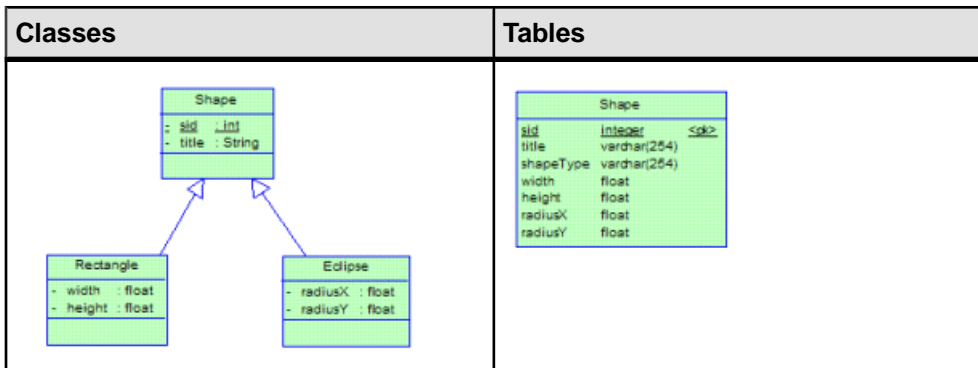 Classes
Tables
Shape
- sid : int
- title : String
Rectangle
- width : float
- height : float
Eclipse
- radiusX : float
- radiusY : float
Shape
sid integer <pk>
title varchar(254)
shapeType varchar(254)
width float
height float
radiusX float
radiusY float